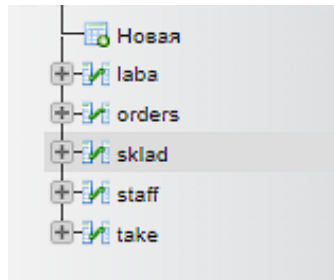 Новая
laba
orders
sklad
staff
take